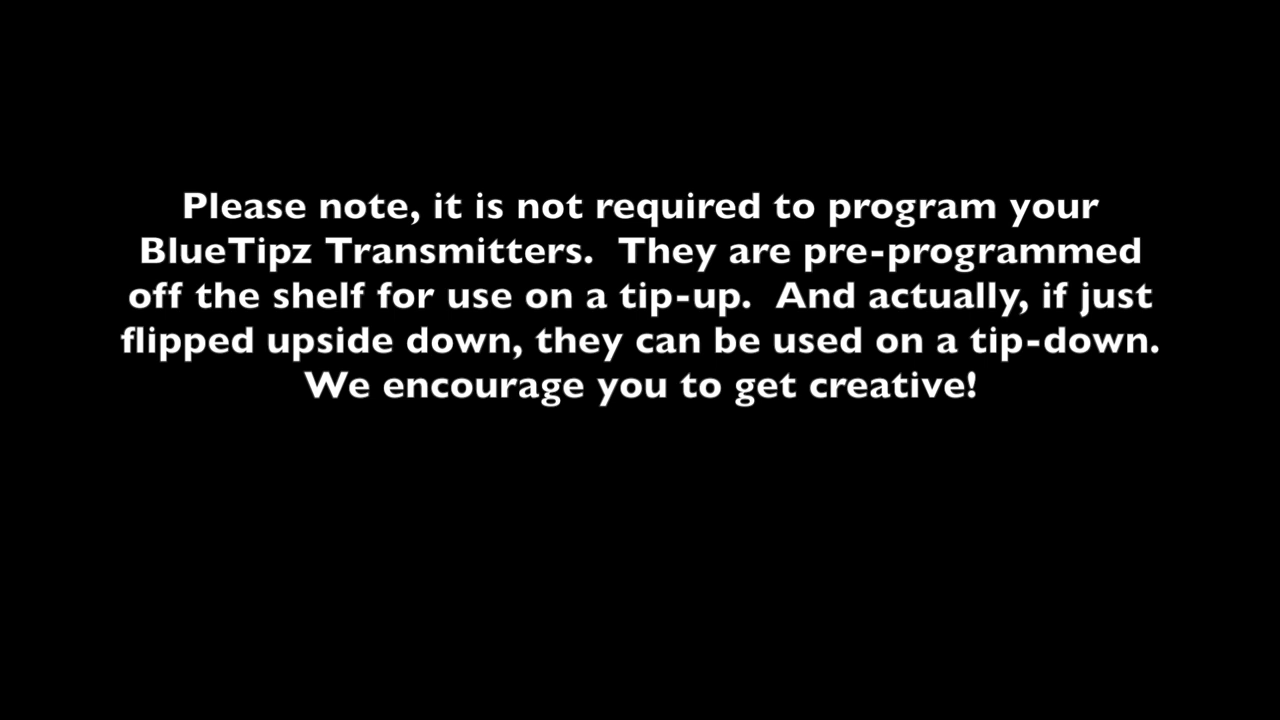 Please note, it is not required to program your
BlueTipz Transmitters.  They are pre-programmed
off the shelf for use on a tip-up.  And actually, if just
flipped upside down, they can be used on a tip-down.
We encourage you to get creative!